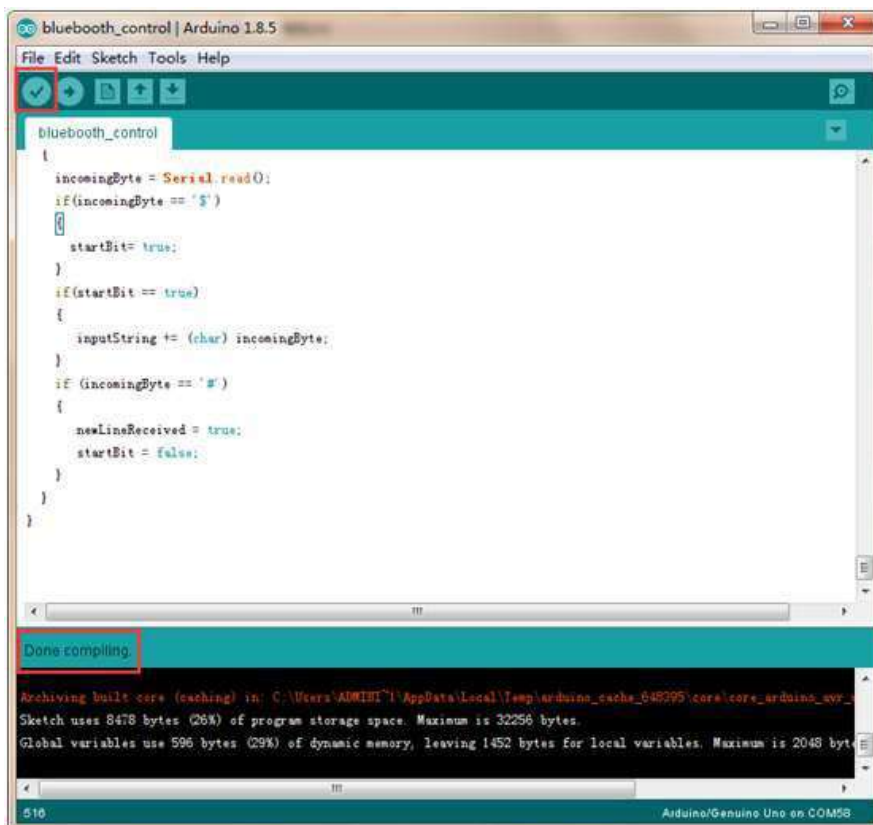 bluebooth_control | Arduino 1.8.5
File Edit Sketch Tools Help
bluebooth_control
{
incomingByte = Serial.read();
if(incomingByte == '$')
{
startBit= true;
}
if(startBit == true)
{
inputString += (char) incomingByte;
}
if (incomingByte == '#')
{
newLineReceived = true;
startBit = false;
}
}
}
Done compiling.
Archiving built core (caching) in: C:\Users\ADMINI~1\AppData\Local\Temp\arduino_cache_648395\core\core_arduino_avr_
Sketch uses 8478 bytes (26%) of program storage space. Maximum is 32256 bytes.
Global variables use 596 bytes (29%) of dynamic memory, leaving 1452 bytes for local variables. Maximum is 2048 byte
516
Arduino/Genuino Uno on COM58